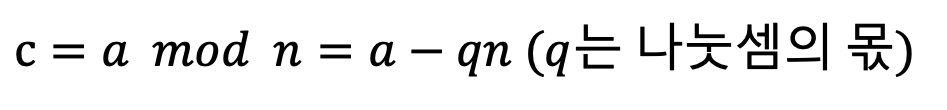 c = a mod n = a − qn (q는 나눗셈의 몫)